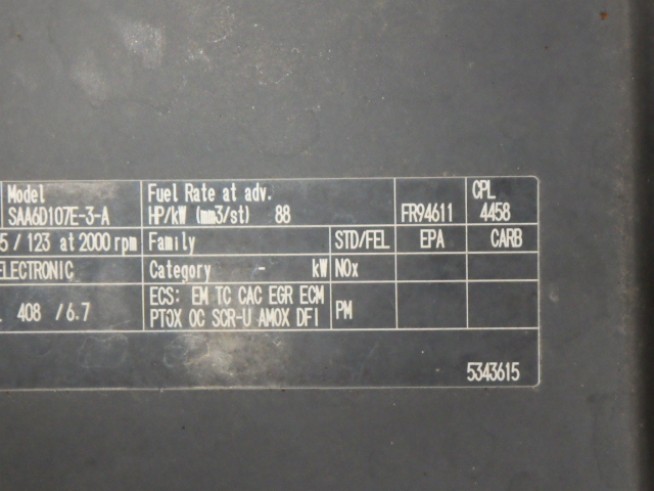 Model
SAA6D107E-3-A
Fuel Rate at adv.
HP/kW (mm3/st) 88
FR94611
CPL
4458
5 / 123 at 2000 rpm
Family
STD/FEL
EPA
CARB
ELECTRONIC
Category - kW
NOx
408 / 6.7
ECS: EM TC CAC EGR ECM
PTOX OC SCR-U AMOX DFI
PM
5343615